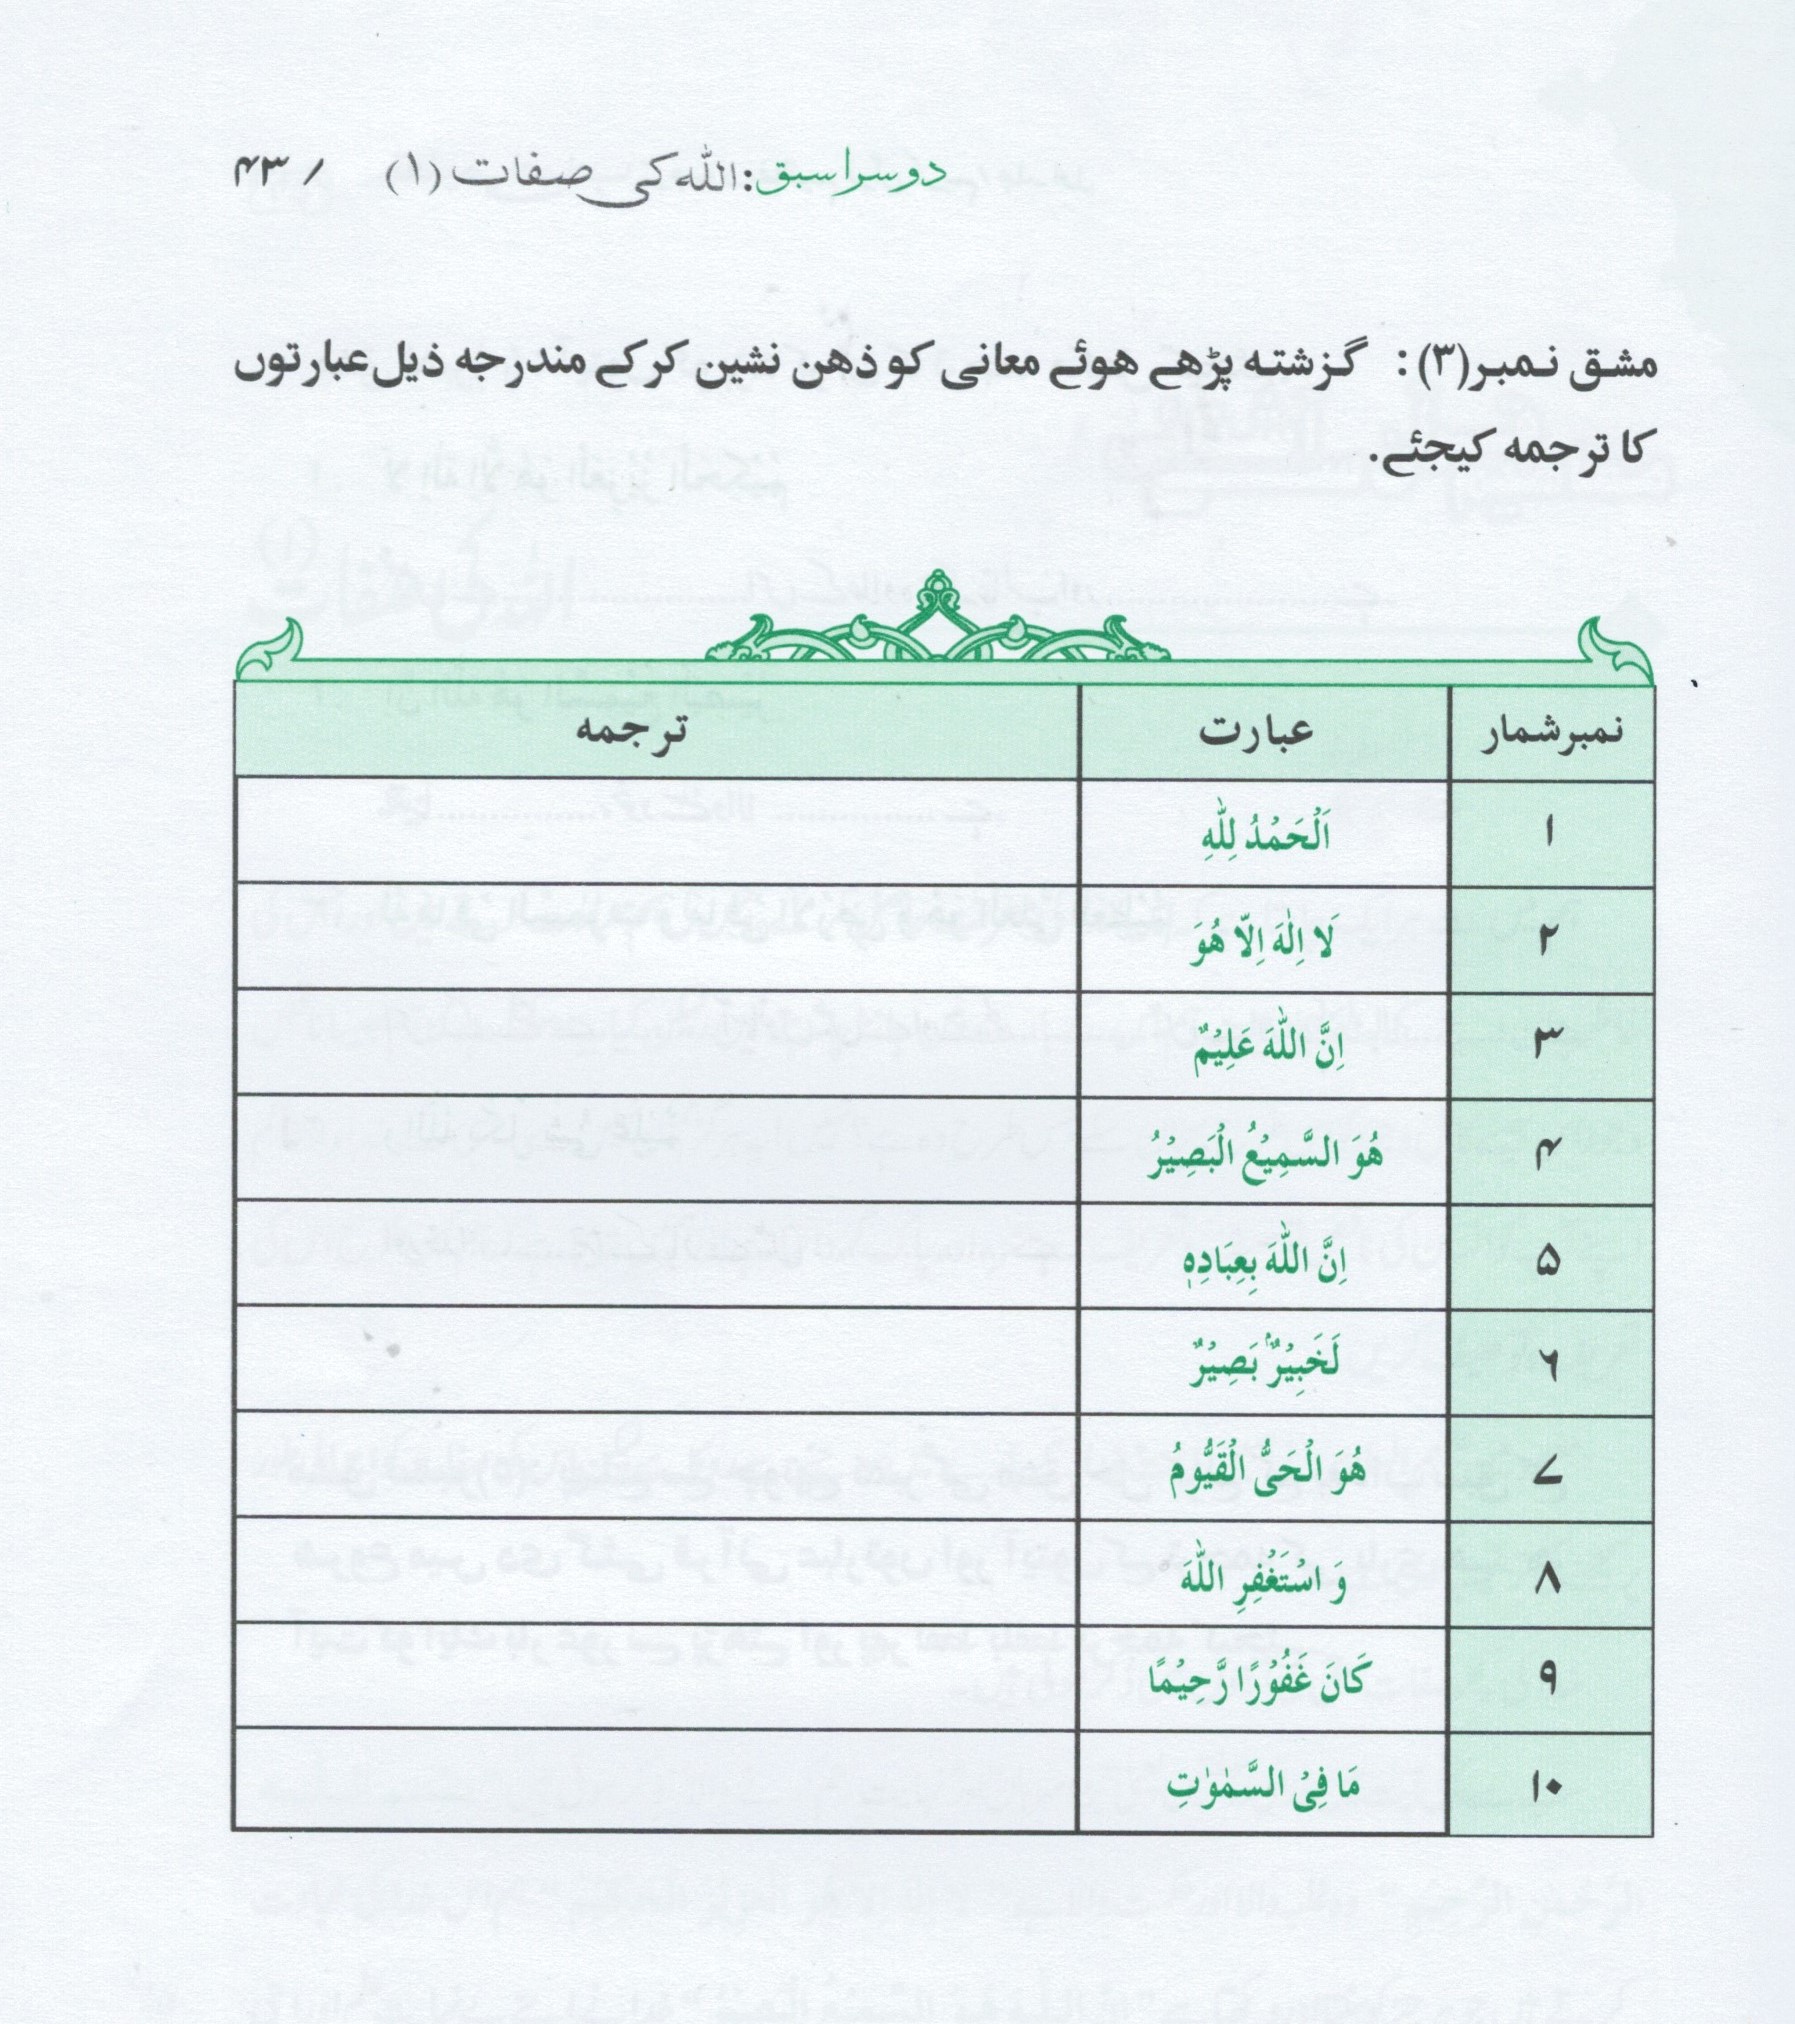 دوسرا سبق: اللہ کی صفات (۱) / ۴۳
مشق نمبر(۳): گزشتہ پڑھے ہوئے معانی کو ذہن نشین کرکے مندرجہ ذیل عبارتوں
کا ترجمہ کیجئے.
نمبرشمار عبارت ترجمہ
۱ اَلْحَمْدُ لِلّٰهِ
۲ لَا اِلٰهَ اِلّا هُوَ
۳ اِنَّ اللّٰهَ عَلِيْمٌ
۴ هُوَ السَّمِيْعُ الْبَصِيْرُ
۵ اِنَّ اللّٰهَ بِعِبَادِهٖ
۶ لَخَبِيْرٌۢ بَصِيْرٌ
۷ هُوَ الْحَىُّ الْقَيُّومُ
۸ وَ اسْتَغْفِرِ اللّٰهَ
۹ كَانَ غَفُوْرًا رَّحِيْمًا
۱۰ مَا فِىْ السَّمٰوٰتِ